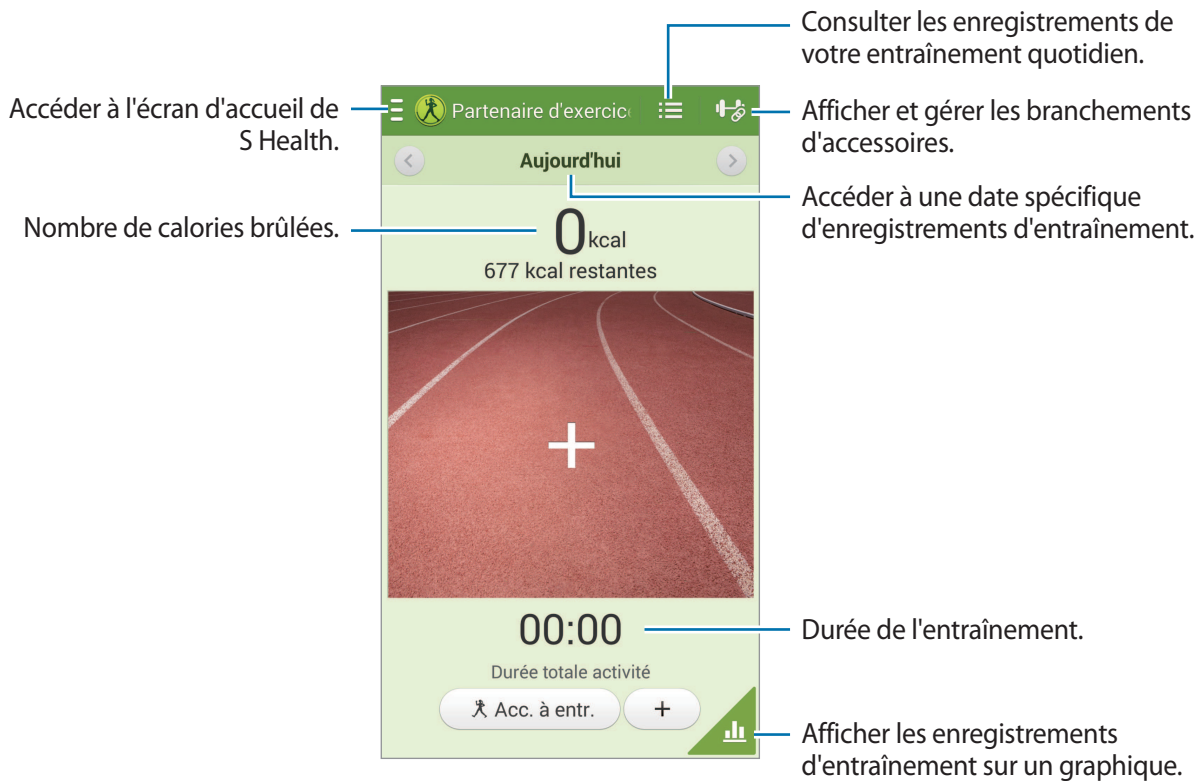 Consulter les enregistrements de
votre entraînement quotidien.
Accéder à l'écran d'accueil de
S Health.
Partenaire d'exercic
Afficher et gérer les branchements
d'accessoires.
Aujourd'hui
Accéder à une date spécifique
d'enregistrements d'entraînement.
Nombre de calories brûlées.
0 kcal
677 kcal restantes
00:00
Durée de l'entraînement.
Durée totale activité
Acc. à entr.
+
Afficher les enregistrements
d'entraînement sur un graphique.